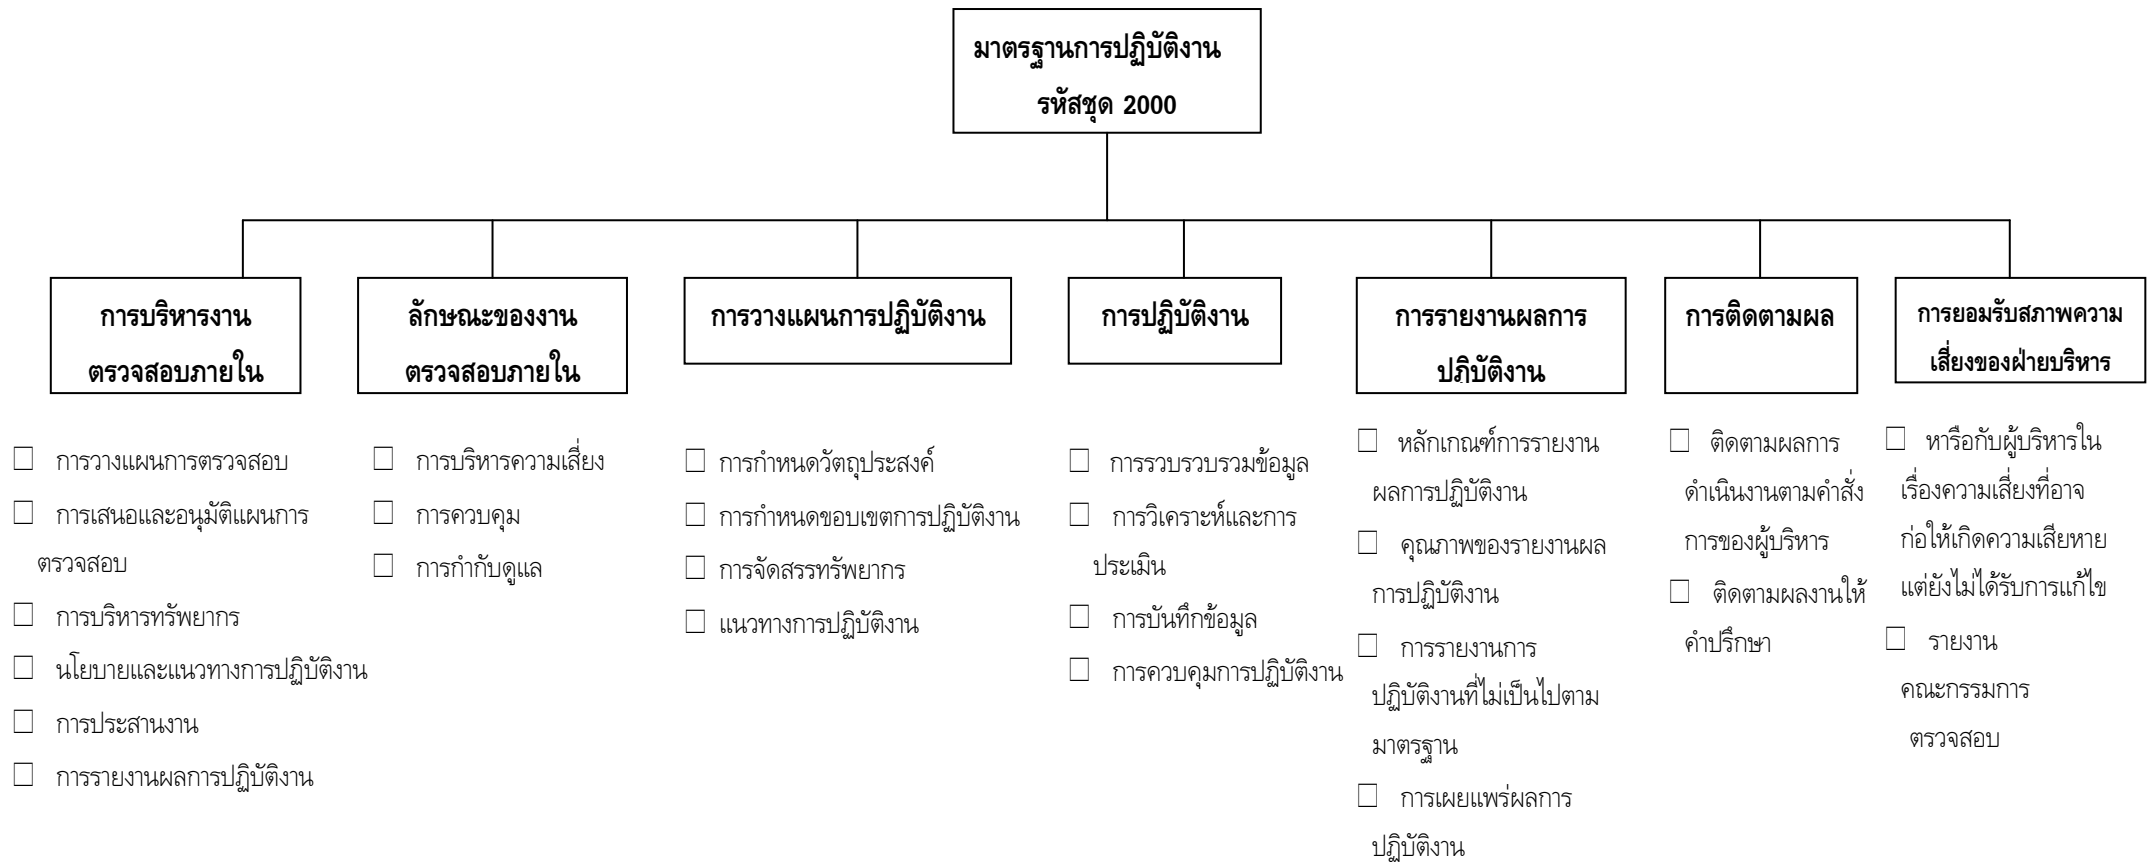 มาตรฐานการปฏิบัติงาน
รหัสชุด 2000
การบริหารงาน
ตรวจสอบภายใน
ลักษณะของงาน
ตรวจสอบภายใน
การวางแผนการปฏิบัติงาน
การปฏิบัติงาน
การรายงานผลการ
ปฏิบัติงาน
การติดตามผล
การยอมรับสภาพความ
เสี่ยงของฝ่ายบริหาร
□ การวางแผนการตรวจสอบ
□ การเสนอและอนุมัติแผนการ
ตรวจสอบ
□ การบริหารทรัพยากร
□ นโยบายและแนวทางการปฏิบัติงาน
□ การประสานงาน
□ การรายงานผลการปฏิบัติงาน
□ การบริหารความเสี่ยง
□ การควบคุม
□ การกำกับดูแล
□ การกำหนดวัตถุประสงค์
□ การกำหนดขอบเขตการปฏิบัติงาน
□ การจัดสรรทรัพยากร
□ แนวทางการปฏิบัติงาน
□ การรวบรวบรวมข้อมูล
□ การวิเคราะห์และการ
ประเมิน
□ การบันทึกข้อมูล
□ การควบคุมการปฏิบัติงาน
□ หลักเกณฑ์การรายงาน
ผลการปฏิบัติงาน
□ คุณภาพของรายงานผล
การปฏิบัติงาน
□ การรายงานการ
ปฏิบัติงานที่ไม่เป็นไปตาม
มาตรฐาน
□ การเผยแพร่ผลการ
ปฏิบัติงาน
□ ติดตามผลการ
ดำเนินงานตามคำสั่ง
การของผู้บริหาร
□ ติดตามผลงานให้
คำปรึกษา
□ หารือกับผู้บริหารใน
เรื่องความเสี่ยงที่อาจ
ก่อให้เกิดความเสียหาย
แต่ยังไม่ได้รับการแก้ไข
□ รายงาน
คณะกรรมการ
ตรวจสอบ